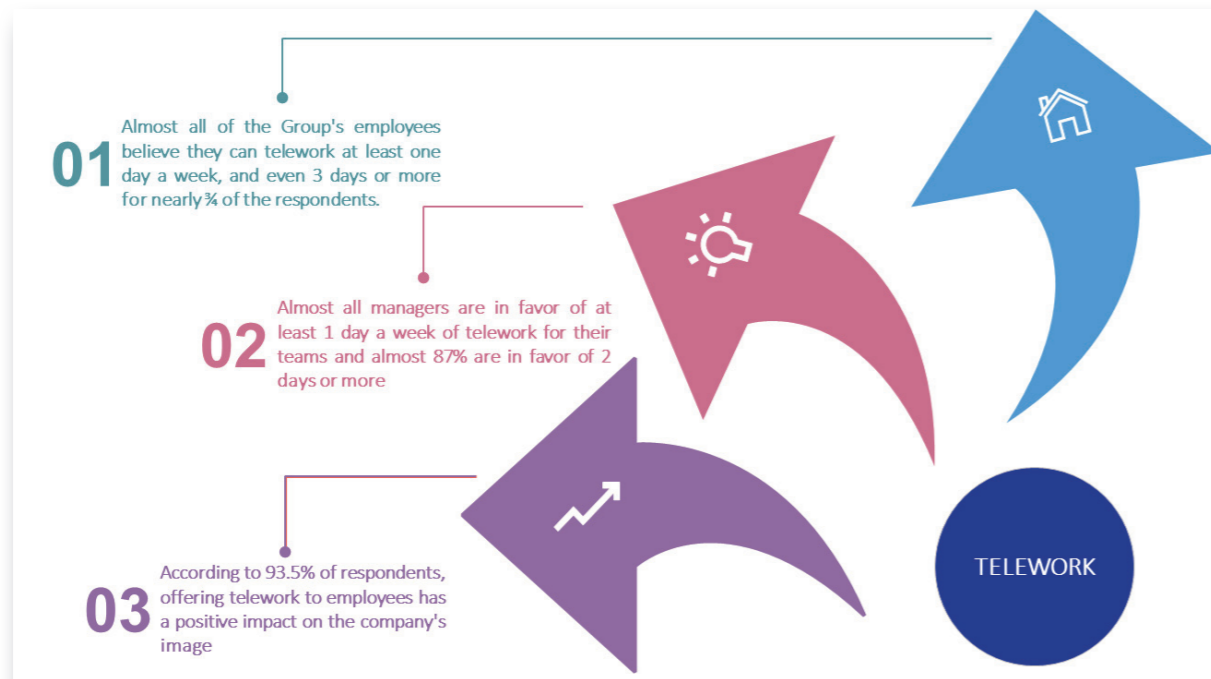 01
Almost all of the Group's employees
believe they can telework at least one
day a week, and even 3 days or more
for nearly ¾ of the respondents.
02
Almost all managers are in favor of at
least 1 day a week of telework for their
teams and almost 87% are in favor of 2
days or more
03
According to 93.5% of respondents,
offering telework to employees has
a positive impact on the company's
image
TELEWORK